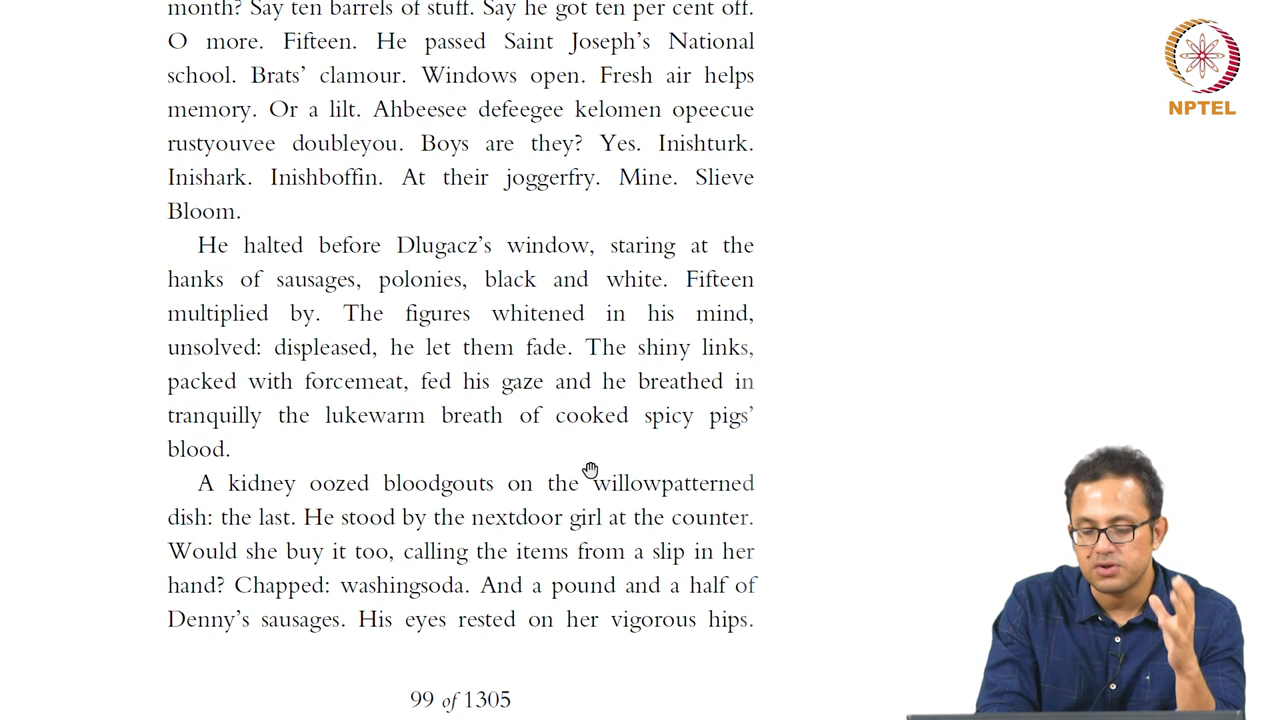 month? Say ten barrels of stuff. Say he got ten per cent off.
O more. Fifteen. He passed Saint Joseph's National
school. Brats' clamour. Windows open. Fresh air helps
memory. Or a lilt. Ahbeesee defeegee kelomen opeecue
rustyouvee doubleyou. Boys are they? Yes. Inishturk.
Inishark. Inishboffin. At their joggerfry. Mine. Slieve
Bloom.
He halted before Dlugacz's window, staring at the
hanks of sausages, polonies, black and white. Fifteen
multiplied by. The figures whitened in his mind,
unsolved: displeased, he let them fade. The shiny links,
packed with forcemeat, fed his gaze and he breathed in
tranquilly the lukewarm breath of cooked spicy pigs'
blood.
A kidney oozed bloodgouts on the willowpatterned
dish: the last. He stood by the nextdoor girl at the counter.
Would she buy it too, calling the items from a slip in her
hand? Chapped: washingsoda. And a pound and a half of
Denny's sausages. His eyes rested on her vigorous hips.
99 of 1305
NPTEL